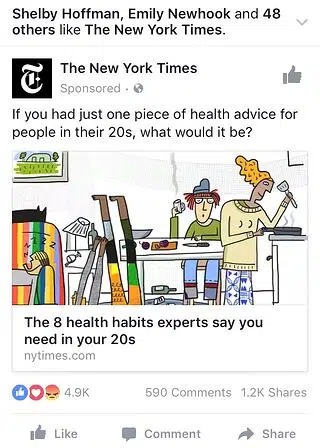 Shelby Hoffman, Emily Newhook and 48
others like The New York Times.
The New York Times
Sponsored ·
If you had just one piece of health advice for
people in their 20s, what would it be?
z z z
The 8 health habits experts say you
need in your 20s
nytimes.com
4.9K 590 Comments 1.2K Shares
Like Comment Share